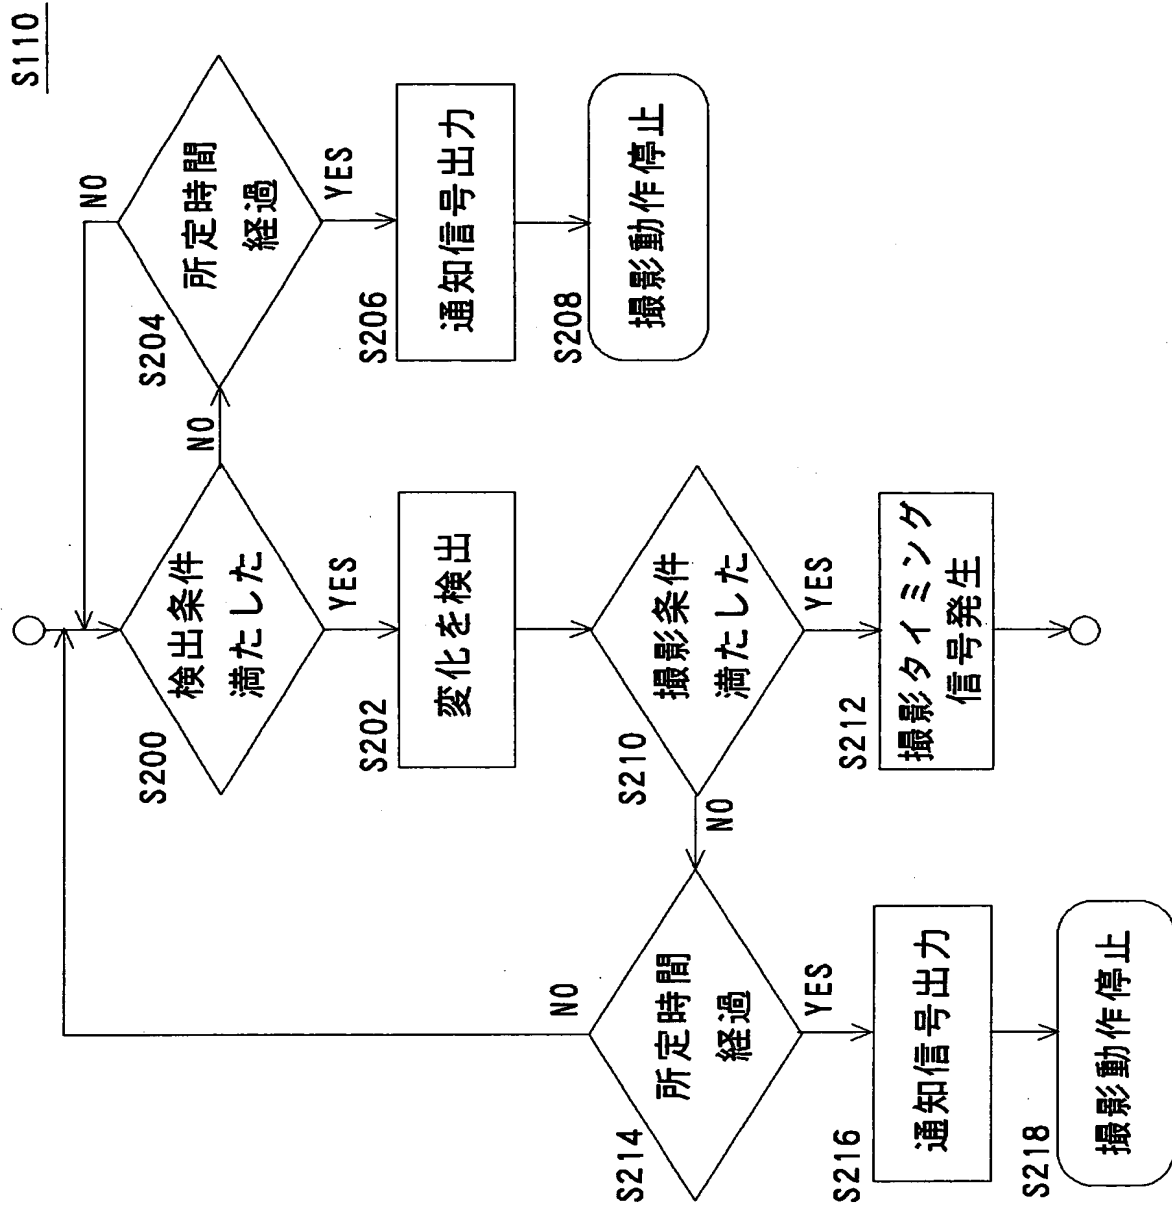 S110
S200
検出条件
満たした
NO
YES
S204
所定時間
経過
NO
YES
S206
通知信号出力
S208
撮影動作停止
S202
変化を検出
S210
撮影条件
満たした
NO
YES
S212
撮影タイミング
信号発生
S214
所定時間
経過
NO
YES
S216
通知信号出力
S218
撮影動作停止